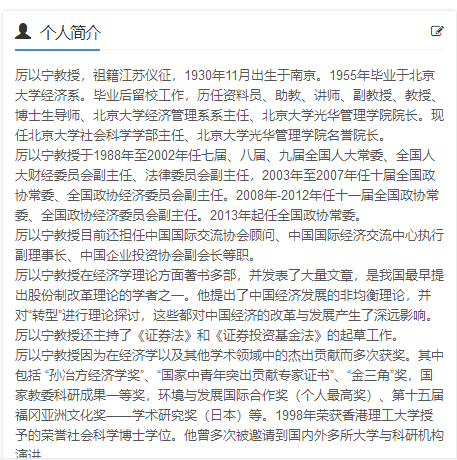 个人简介
厉以宁教授，祖籍江苏仪征，1930年11月出生于南京。1955年毕业于北京
大学经济系。毕业后留校工作，历任资料员、助教、讲师、副教授、教授、
博士生导师、北京大学经济管理系系主任、北京大学光华管理学院院长。现
任北京大学社会科学学部主任、北京大学光华管理学院名誉院长。
厉以宁教授于1988年至2002年任七届、八届、九届全国人大常委、全国人
大财经委员会副主任、法律委员会副主任，2003年至2007年任十届全国政
协常委、全国政协经济委员会副主任。2008年-2012年任十一届全国政协常
委、全国政协经济委员会副主任。2013年起任全国政协常委。
厉以宁教授目前还担任中国国际交流协会顾问、中国国际经济交流中心执行
副理事长、中国企业投资协会副会长等职。
厉以宁教授在经济学理论方面著书多部，并发表了大量文章，是我国最早提
出股份制改革理论的学者之一。他提出了中国经济发展的非均衡理论，并
对“转型”进行理论探讨，这些都对中国经济的改革与发展产生了深远影响。
厉以宁教授还主持了《证券法》和《证券投资基金法》的起草工作。
厉以宁教授因为在经济学以及其他学术领域中的杰出贡献而多次获奖。其中
包括 “孙冶方经济学奖”、“国家中青年突出贡献专家证书”、“金三角”奖，国
家教委科研成果一等奖，环境与发展国际合作奖（个人最高奖）、第十五届
福冈亚洲文化奖——学术研究奖（日本）等。1998年荣获香港理工大学授
予的荣誉社会科学博士学位。他曾多次被邀请到国内外多所大学与科研机构
演讲